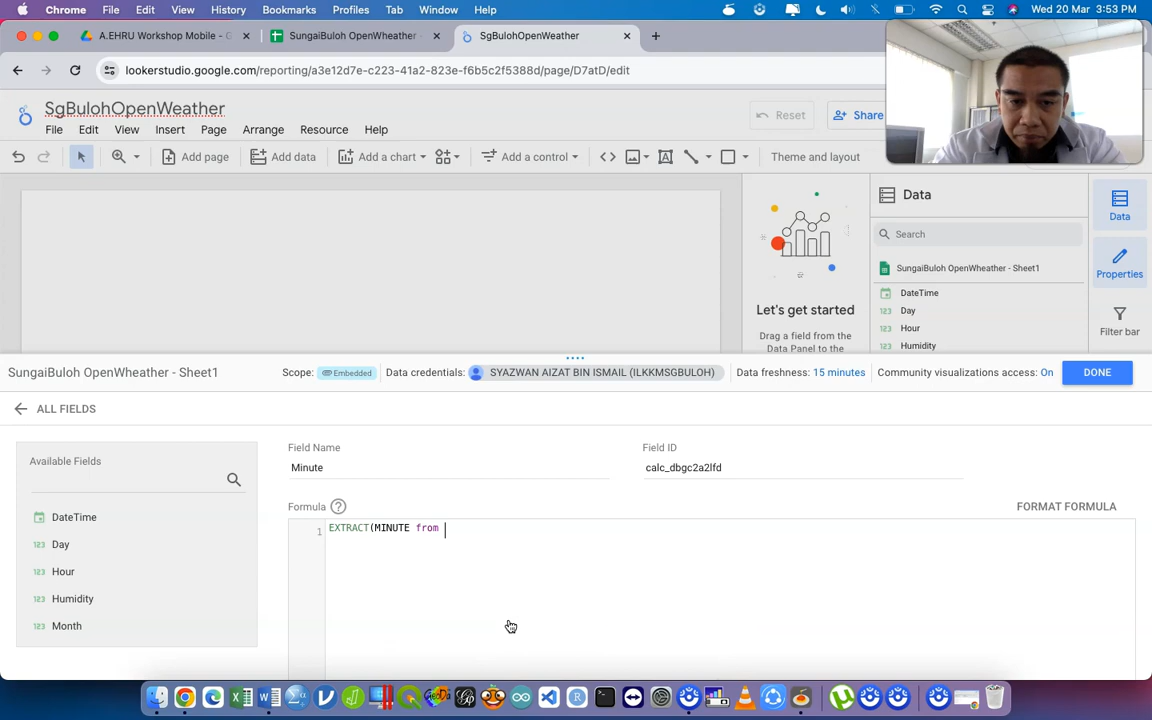 Chrome File Edit View History Bookmarks Profiles Tab Window Help Wed 20 Mar 3:53 PM
A.EHRU Workshop Mobile - G SungaiBuloh OpenWheather - SgBulohOpenWeather
lookerstudio.google.com/reporting/a3e12d7e-c223-41a2-823e-f6b5c2f5388d/page/D7atD/edit
SgBulohOpenWeather
Reset Share
File Edit View Insert Page Arrange Resource Help
Add page Add data Add a chart Add a control Theme and layout
Data
Data
Search
SungaiBuloh OpenWheather - Sheet1
Properties
DateTime
Let's get started
Day
Drag a field from the
Hour
Filter bar
Data Panel to the
Humidity
SungaiBuloh OpenWheather - Sheet1 Scope: Embedded Data credentials: SYAZWAN AIZAT BIN ISMAIL (ILKKMSGBULOH) Data freshness: 15 minutes Community visualizations access: On DONE
ALL FIELDS
Field Name Field ID
Available Fields
Minute calc_dbgc2a2lfd
Formula FORMAT FORMULA
DateTime
1 EXTRACT(MINUTE from
Day
Hour
Humidity
Month